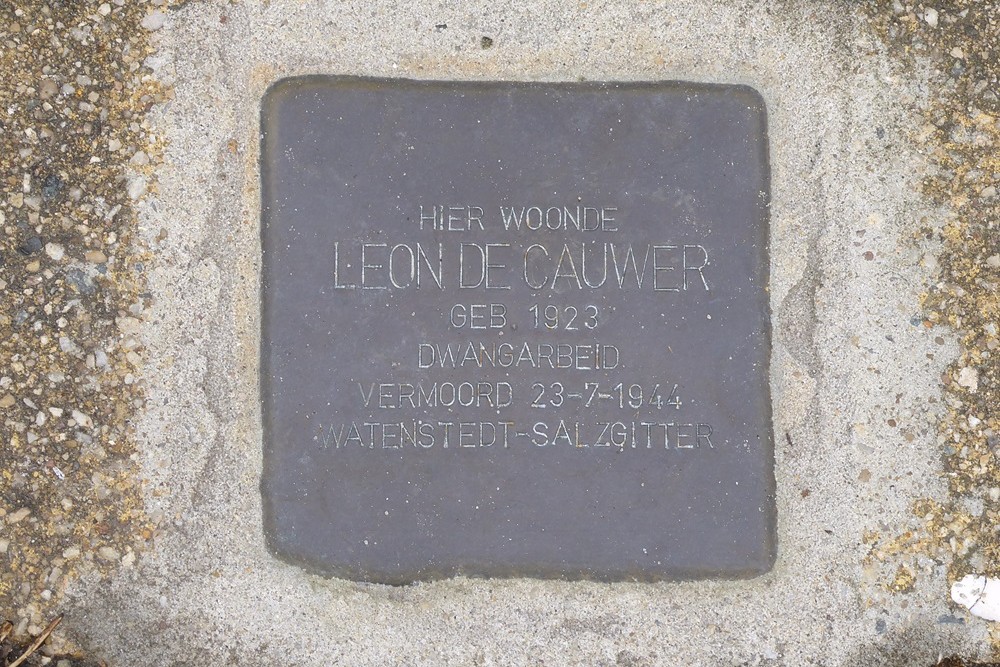 HIER WOONDE
LEON DE CAUWER
GEB 1923
DWANGARBEID
VERMOORD 23-7-1944
WATENSTEDT-SALZGITTER